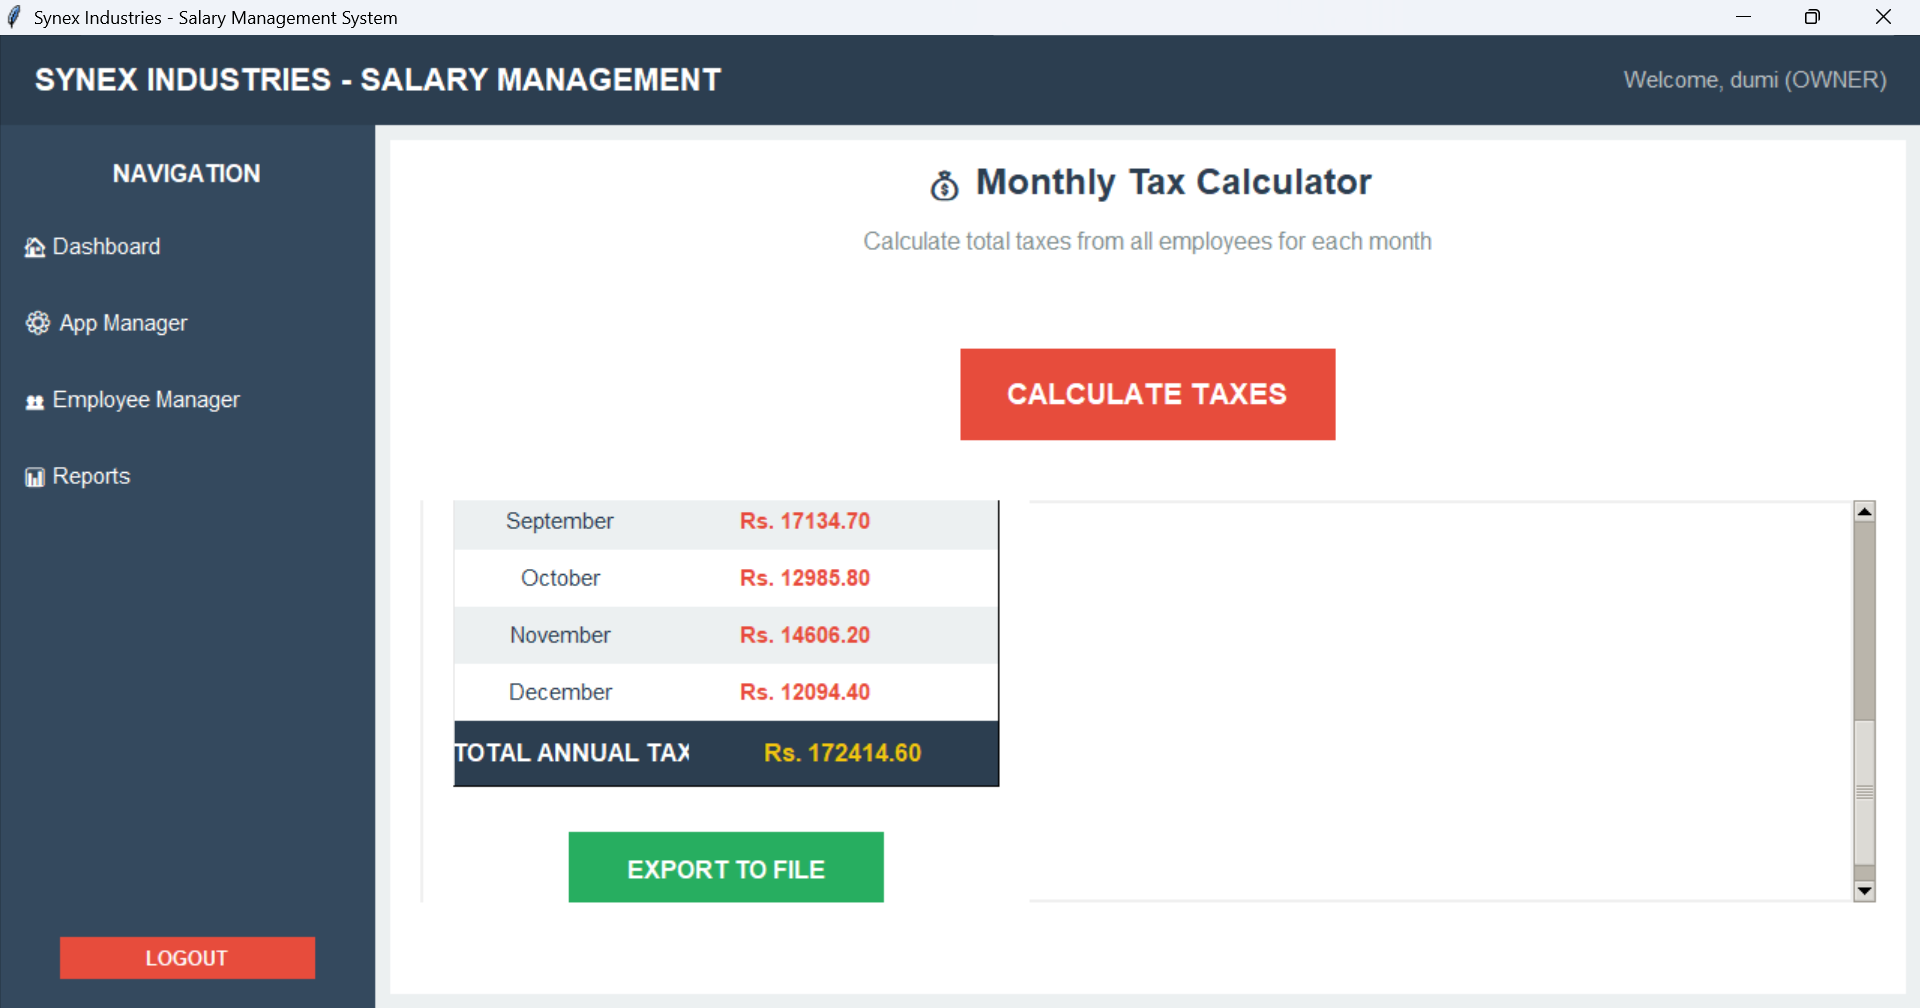 Synex Industries - Salary Management System
SYNEX INDUSTRIES - SALARY MANAGEMENT
Welcome, dumi (OWNER)
NAVIGATION
Dashboard
App Manager
Employee Manager
Reports
LOGOUT
Monthly Tax Calculator
Calculate total taxes from all employees for each month
CALCULATE TAXES
September Rs. 17134.70
October Rs. 12985.80
November Rs. 14606.20
December Rs. 12094.40
TOTAL ANNUAL TAX Rs. 172414.60
EXPORT TO FILE